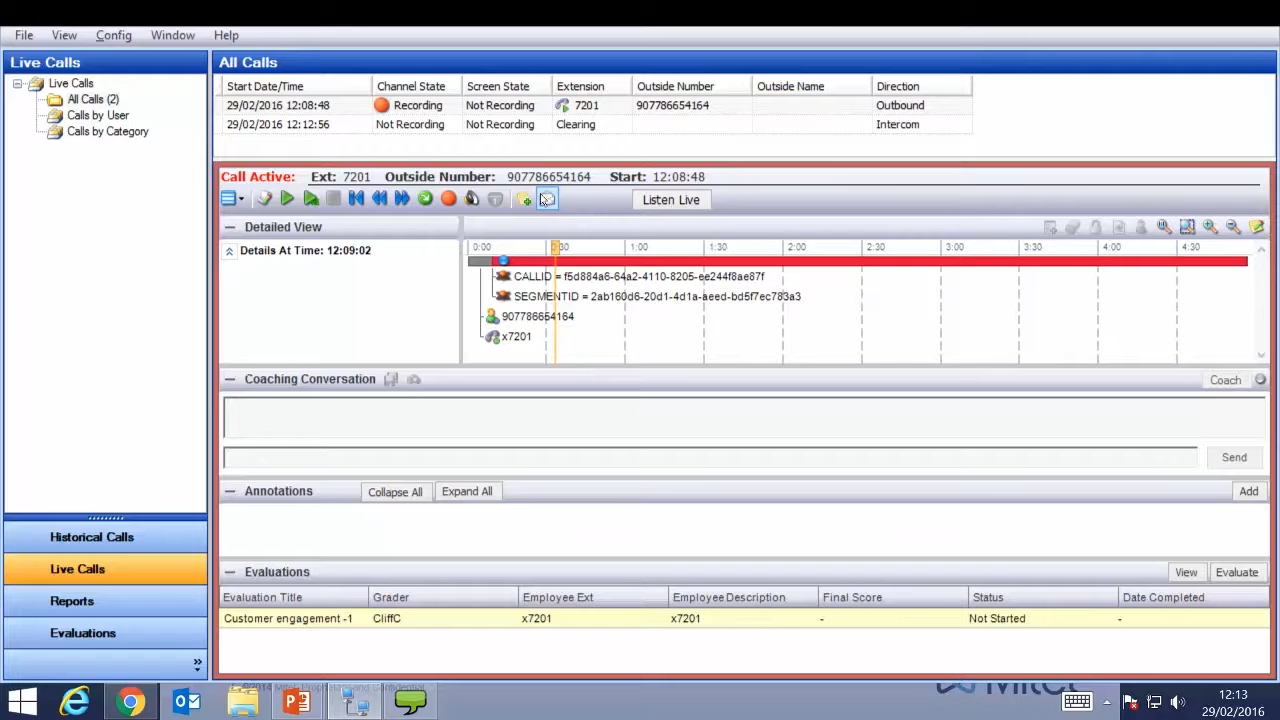 File View Config Window Help
Live Calls
Live Calls
All Calls (2)
Calls by User
Calls by Category
Historical Calls
Live Calls
Reports
Evaluations
All Calls
Start Date/Time Channel State Screen State Extension Outside Number Outside Name Direction
29/02/2016 12:08:48 Recording Not Recording 7201 907786654164 Outbound
29/02/2016 12:12:56 Not Recording Not Recording Clearing Intercom
Call Active: Ext: 7201 Outside Number: 907786654164 Start: 12:08:48
Listen Live
Detailed View
Details At Time: 12:09:02
0:00 0:30 1:00 1:30 2:00 2:30 3:00 3:30 4:00 4:30
CALLID = f5d884a6-64a2-4110-8205-ee244f8ae87f
SEGMENTID = 2ab160d6-20d1-4d1a-aeed-bd5f7ec783a3
907786654164
x7201
Coaching Conversation Coach
Send
Annotations Collapse All Expand All Add
Evaluations View Evaluate
Evaluation Title Grader Employee Ext Employee Description Final Score Status Date Completed
Customer engagement -1 CliffC x7201 x7201 - Not Started -
12:13
29/02/2016